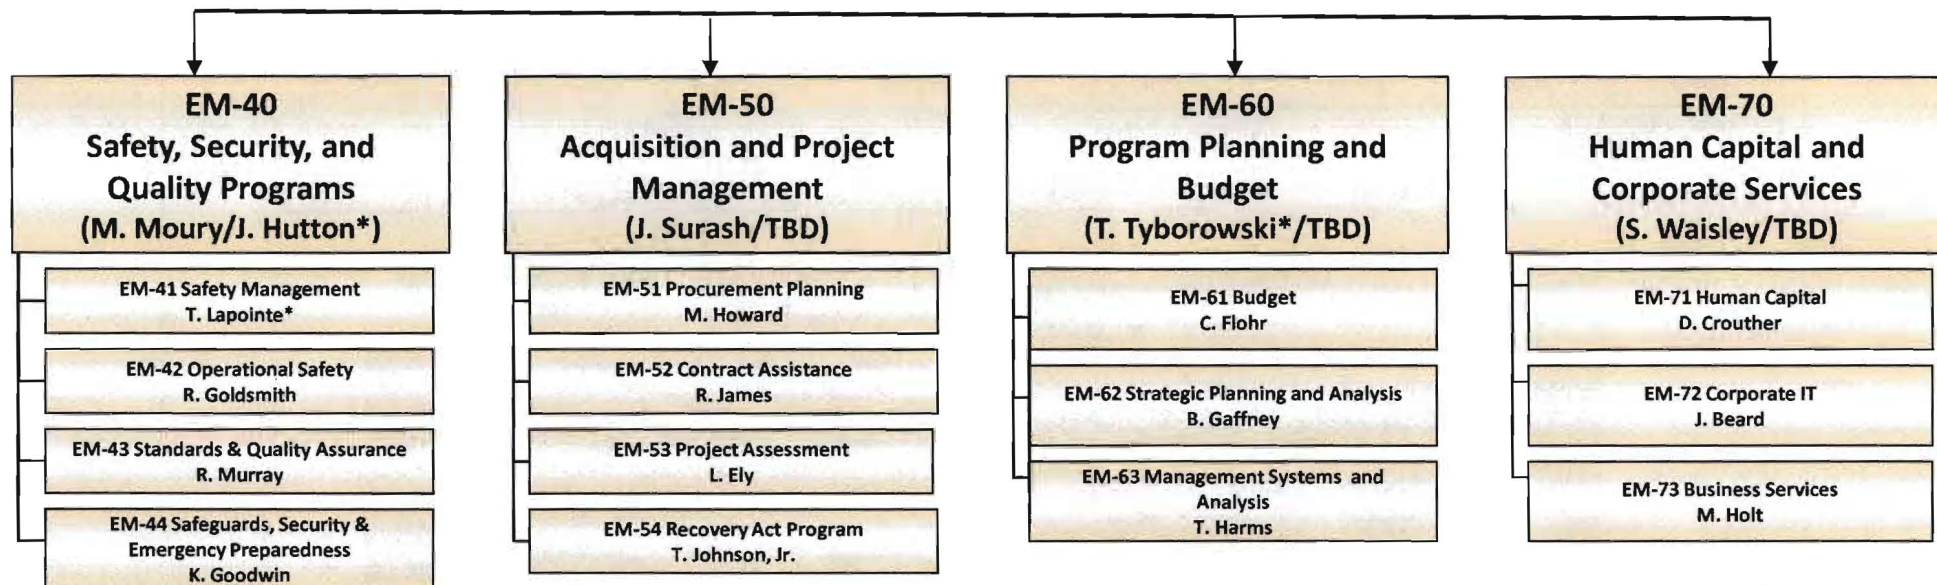 EM-40
Safety, Security, and
Quality Programs
(M. Moury/J. Hutton*)
EM-41 Safety Management
T. Lapointe*
EM-42 Operational Safety
R. Goldsmith
EM-43 Standards & Quality Assurance
R. Murray
EM-44 Safeguards, Security &
Emergency Preparedness
K. Goodwin
EM-50
Acquisition and Project
Management
(J. Surash/TBD)
EM-51 Procurement Planning
M. Howard
EM-52 Contract Assistance
R. James
EM-53 Project Assessment
L. Ely
EM-54 Recovery Act Program
T. Johnson, Jr.
EM-60
Program Planning and
Budget
(T. Tyborowski*/TBD)
EM-61 Budget
C. Flohr
EM-62 Strategic Planning and Analysis
B. Gaffney
EM-63 Management Systems and
Analysis
T. Harms
EM-70
Human Capital and
Corporate Services
(S. Waisley/TBD)
EM-71 Human Capital
D. Crouther
EM-72 Corporate IT
J. Beard
EM-73 Business Services
M. Holt